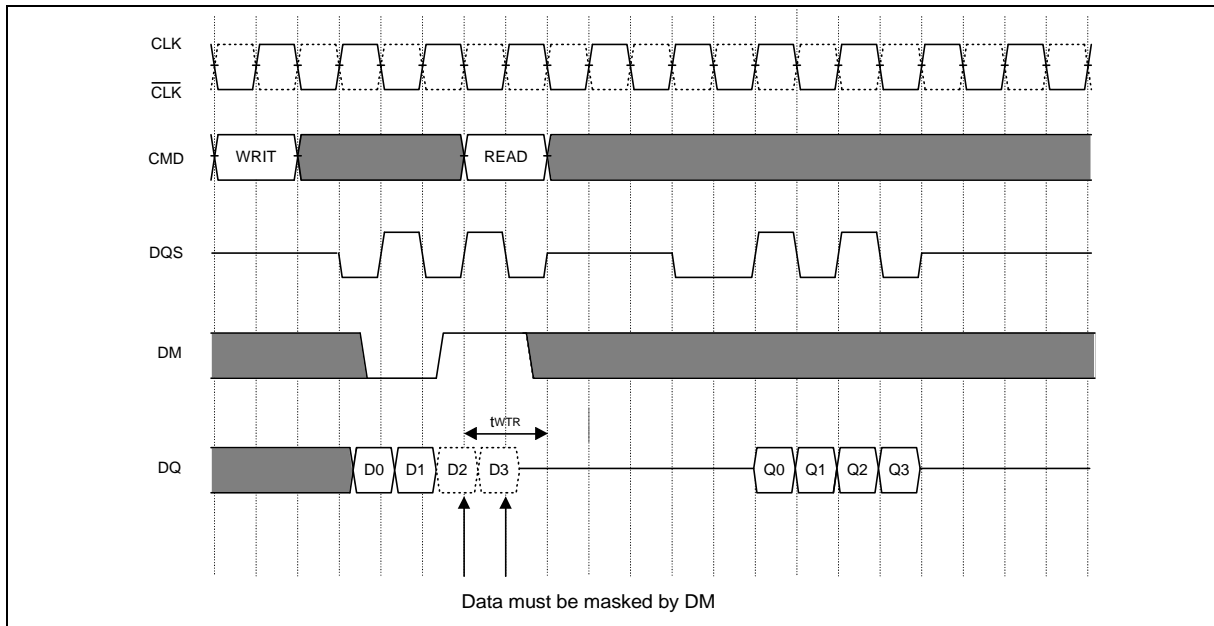 CLK
CLK
CMD WRIT READ
DQS
DM
tWTR
DQ D0 D1 D2 D3 Q0 Q1 Q2 Q3
Data must be masked by DM